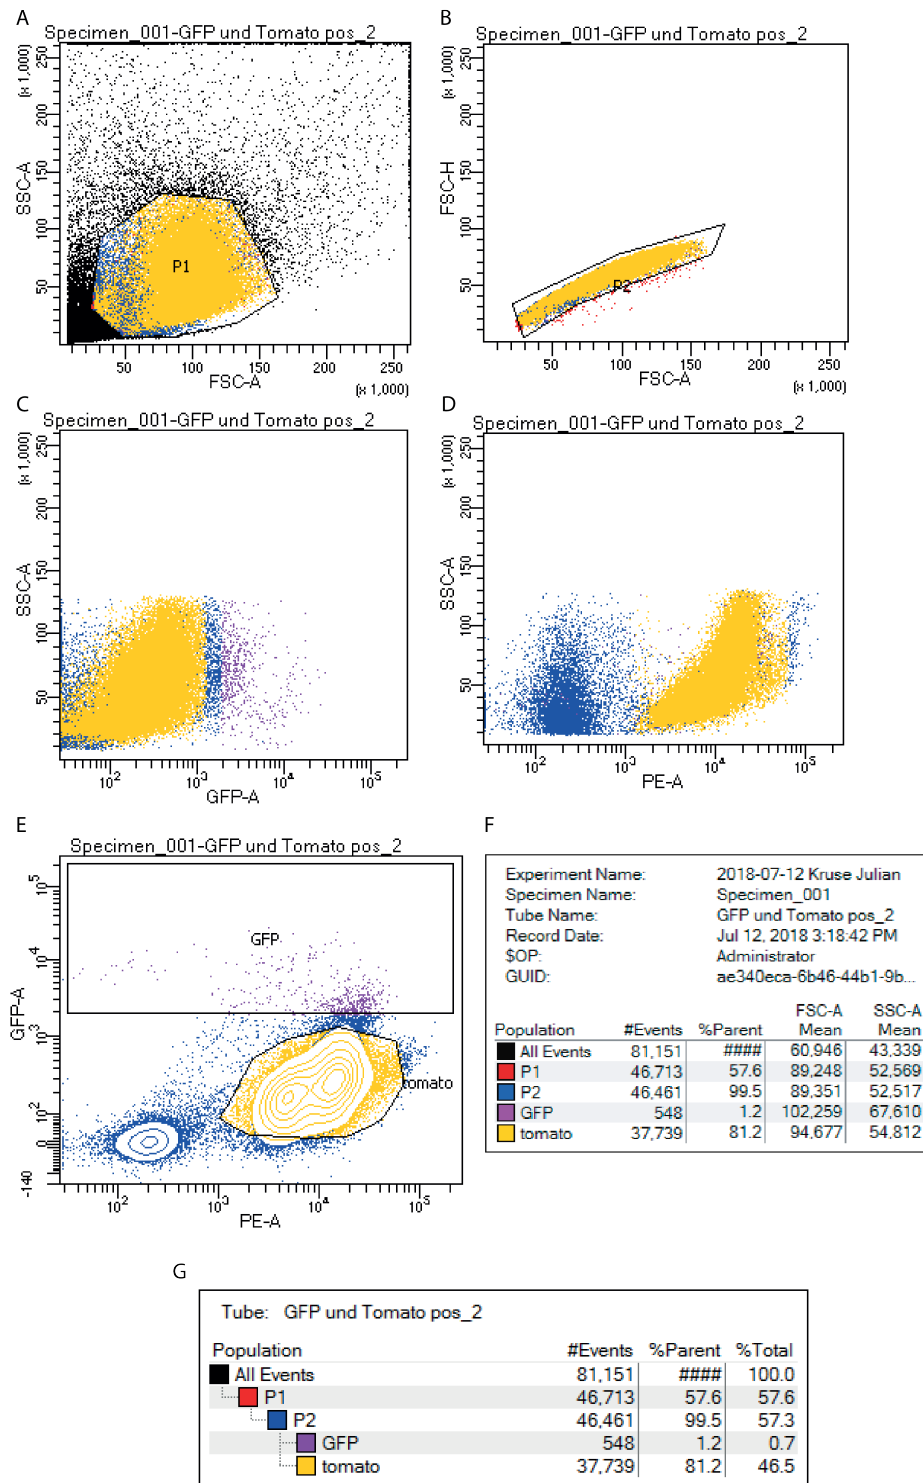 A
Specimen_001-GFP und Tomato pos_2
SSC-A
(x 1,000)
50 100 150 200 250
P1
50 100 150 200 250
FSC-A
(x 1,000)
B
Specimen_001-GFP und Tomato pos_2
FSC-H
(x 1,000)
50 100 150 200 250
P2
50 100 150 200 250
FSC-A
(x 1,000)
C
Specimen_001-GFP und Tomato pos_2
SSC-A
(x 1,000)
50 100 150 200 250
10² 10³ 10⁴ 10⁵
GFP-A
D
Specimen_001-GFP und Tomato pos_2
SSC-A
(x 1,000)
50 100 150 200 250
10² 10³ 10⁴ 10⁵
PE-A
E
Specimen_001-GFP und Tomato pos_2
GFP-A
-140 0 10² 10³ 10⁴ 10⁵
GFP
tomato
10² 10³ 10⁴ 10⁵
PE-A
F
Experiment Name: 2018-07-12 Kruse Julian
Specimen Name: Specimen_001
Tube Name: GFP und Tomato pos_2
Record Date: Jul 12, 2018 3:18:42 PM
$OP: Administrator
GUID: ae340eca-6b46-44b1-9b...
FSC-A SSC-A
Population #Events %Parent Mean Mean
All Events 81,151 #### 60,946 43,339
P1 46,713 57.6 89,248 52,569
P2 46,461 99.5 89,351 52,517
GFP 548 1.2 102,259 67,610
tomato 37,739 81.2 94,677 54,812
G
Tube: GFP und Tomato pos_2
Population #Events %Parent %Total
All Events 81,151 #### 100.0
P1 46,713 57.6 57.6
P2 46,461 99.5 57.3
GFP 548 1.2 0.7
tomato 37,739 81.2 46.5